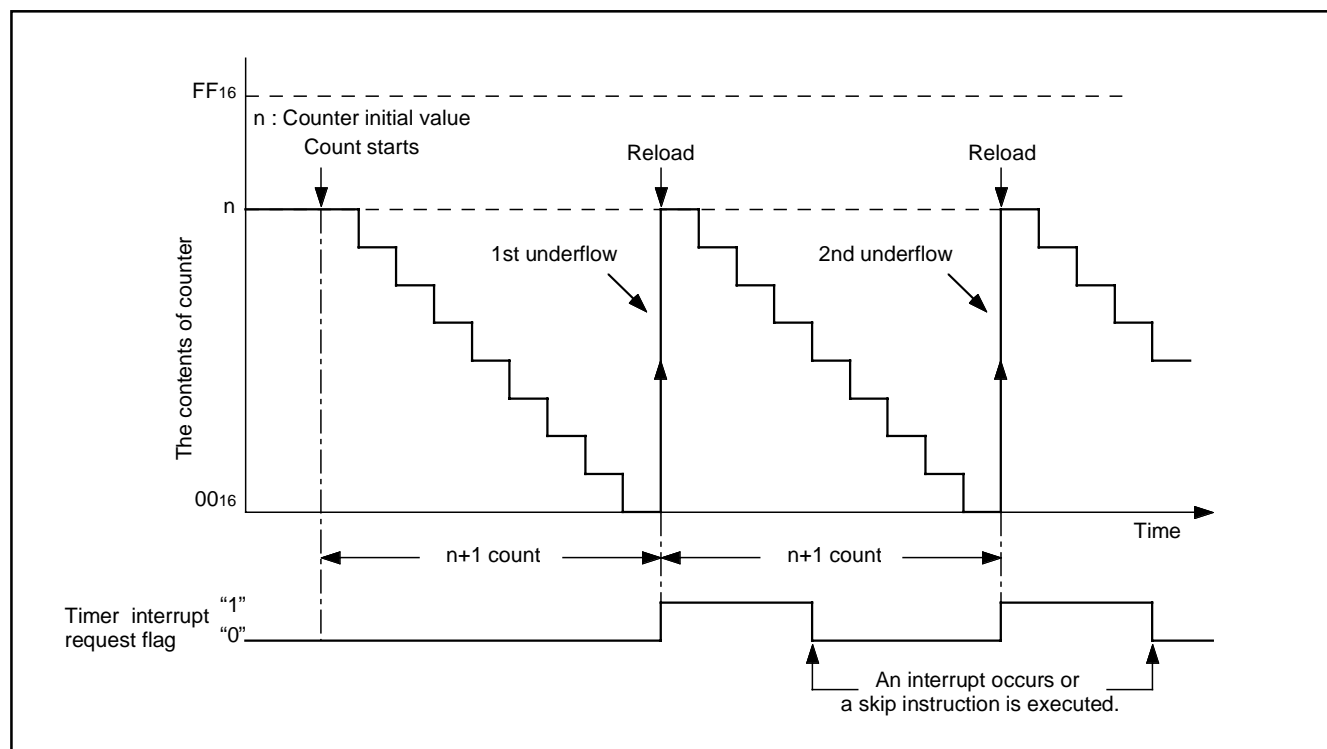 FF16
n : Counter initial value
Count starts
Reload
Reload
n
1st underflow
2nd underflow
The contents of counter
0016
Time
n+1 count
n+1 count
Timer interrupt
request flag
“1”
“0”
An interrupt occurs or
a skip instruction is executed.